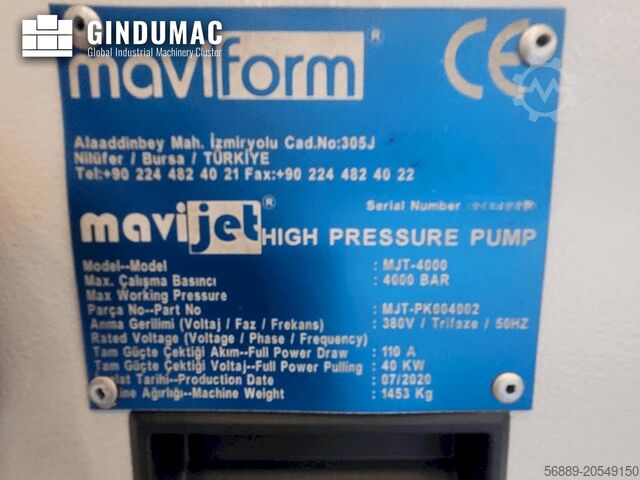 GINDUMAC
Global Industrial Machinery Cluster
maviform® CE
Alaaddinbey Mah. İzmiryolu Cad.No:305J
Nilüfer / Bursa / TÜRKİYE
Tel:+90 224 482 40 21 Fax:+90 224 482 40 22
Serial Number
mavijet® HIGH PRESSURE PUMP
Model--Model : MJT-4000
Max. Çalışma Basıncı : 4000 BAR
Max Working Pressure
Parça No--Part No : MJT-PK004002
Anma Gerilimi (Voltaj / Faz / Frekans) : 380V / Trifaze / 50HZ
Rated Voltage (Voltage / Phase / Frequency)
Tam Güçte Çektiği Akım--Full Power Draw : 110 A
Tam Güçte Çektiği Voltaj--Full Power Pulling : 40 KW
Tarihi--Production Date : 07/2020
Ağırlığı--Machine Weight : 1453 Kg
56889-20549150